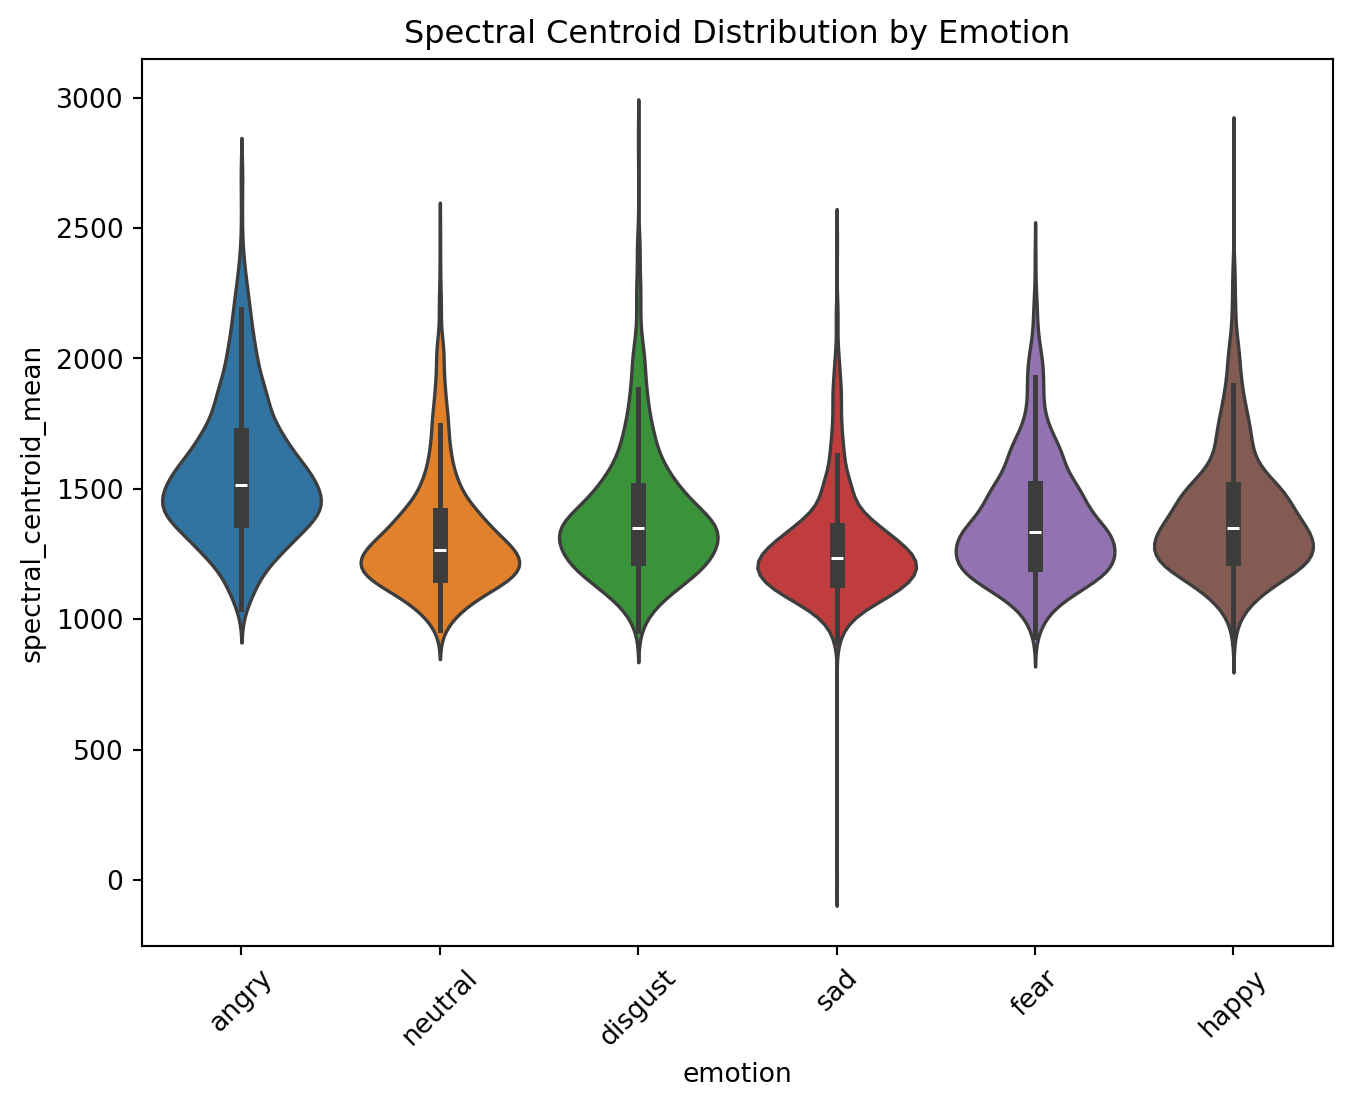 Spectral Centroid Distribution by Emotion
3000
2500
2000
1500
1000
500
0
spectral_centroid_mean
angry
neutral
disgust
sad
fear
happy
emotion